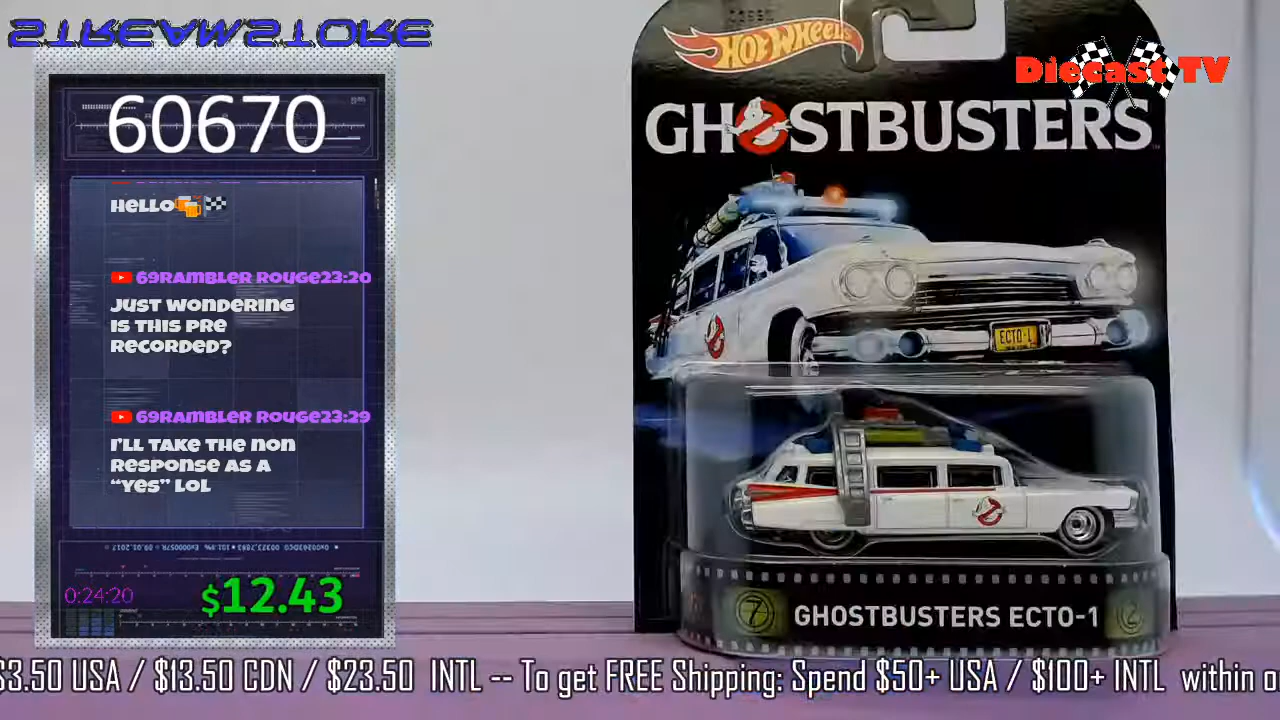 STREAM STORE
60670
HELLO
69RAMBLER ROUGE23:20
JUST WONDERING
IS THIS PRE
RECORDED?
69RAMBLER ROUGE23:29
I'LL TAKE THE NON
RESPONSE AS A
“YES” LOL
0:24:20
$12.43
Hot Wheels
Diecast TV
GHOSTBUSTERS
ECTO-1
GHOSTBUSTERS ECTO-1
$3.50 USA / $13.50 CDN / $23.50 INTL -- To get FREE Shipping: Spend $50+ USA / $100+ INTL within